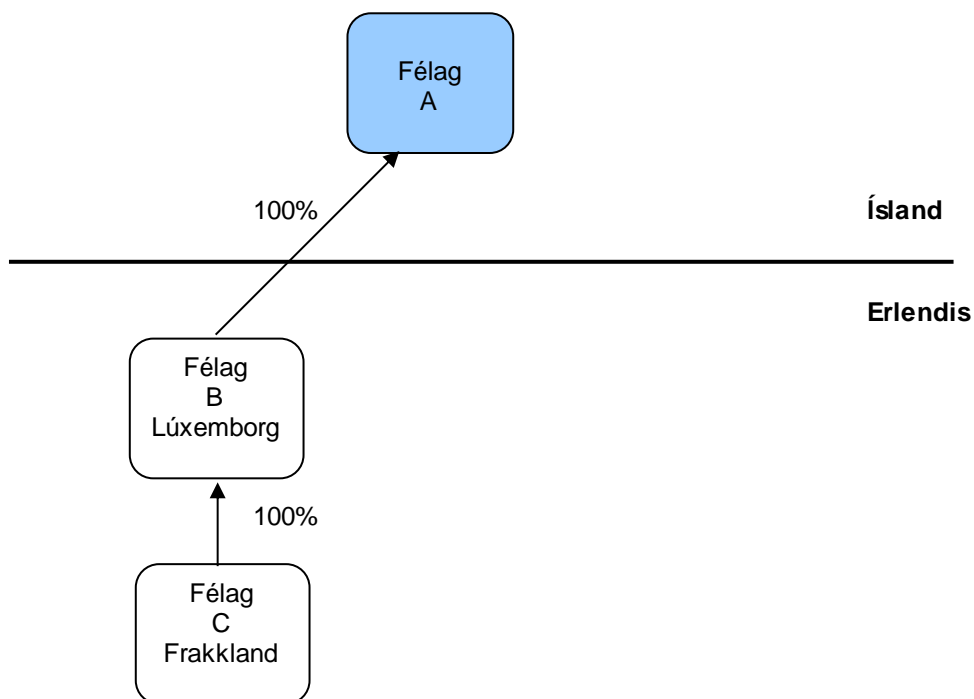 Félag
A
100%
Ísland
Erlendis
Félag
B
Lúxemborg
100%
Félag
C
Frakkland